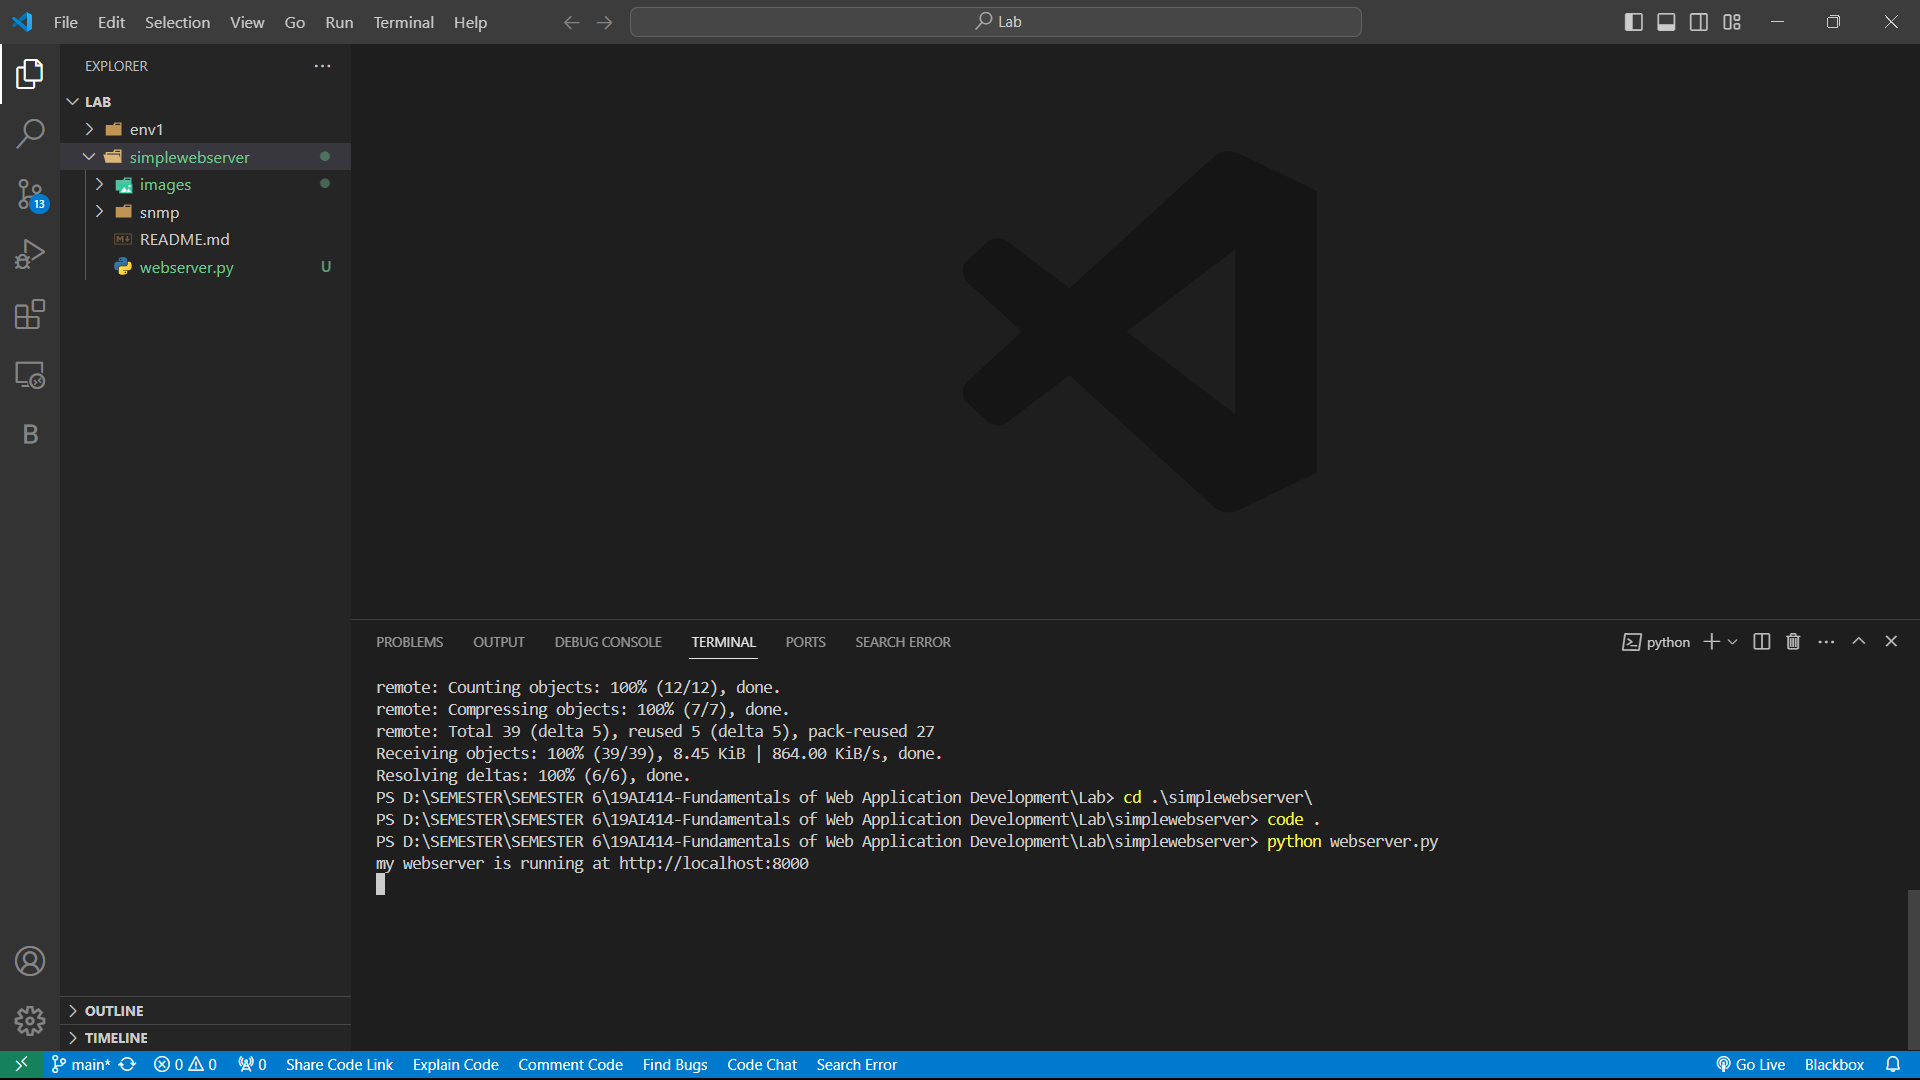 File Edit Selection View Go Run Terminal Help
Lab
EXPLORER
LAB
env1
simplewebserver
images
snmp
README.md
webserver.py U
13
B
OUTLINE
TIMELINE
PROBLEMS OUTPUT DEBUG CONSOLE TERMINAL PORTS SEARCH ERROR
python
remote: Counting objects: 100% (12/12), done.
remote: Compressing objects: 100% (7/7), done.
remote: Total 39 (delta 5), reused 5 (delta 5), pack-reused 27
Receiving objects: 100% (39/39), 8.45 KiB | 864.00 KiB/s, done.
Resolving deltas: 100% (6/6), done.
PS D:\SEMESTER\SEMESTER 6\19AI414-Fundamentals of Web Application Development\Lab> cd .\simplewebserver\
PS D:\SEMESTER\SEMESTER 6\19AI414-Fundamentals of Web Application Development\Lab\simplewebserver> code .
PS D:\SEMESTER\SEMESTER 6\19AI414-Fundamentals of Web Application Development\Lab\simplewebserver> python webserver.py
my webserver is running at http://localhost:8000
main* 0 0 0 Share Code Link Explain Code Comment Code Find Bugs Code Chat Search Error Go Live Blackbox